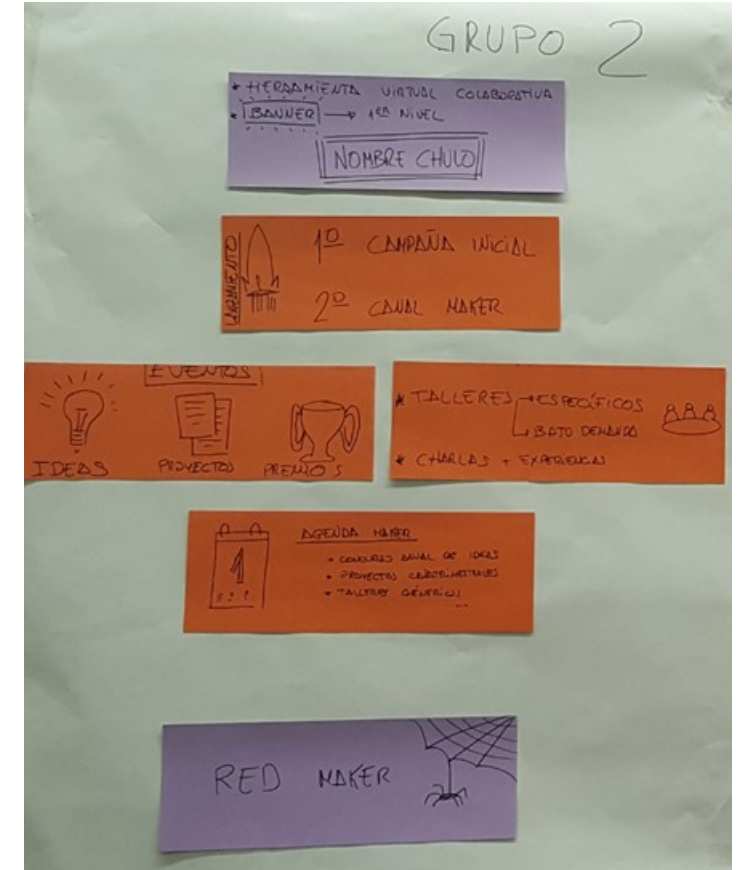 GRUPO 2
* HERRAMIENTA VIRTUAL COLABORATIVA
* BANNER → 1ER NIVEL
NOMBRE CHULO
LANZAMIENTO
1º CAMPAÑA INICIAL
2º CANAL MAKER
EVENTOS
IDEAS PROYECTOS PREMIOS
* TALLERES → ESPECÍFICOS
↳ BAJO DEMANDA
* CHARLAS + EXPERIENCIAS
1
AGENDA MAKER
• CONCURSO ANUAL DE IDEAS
• PROYECTOS CUATRIMESTRALES
• TALLERES GENÉRICOS
...
RED MAKER